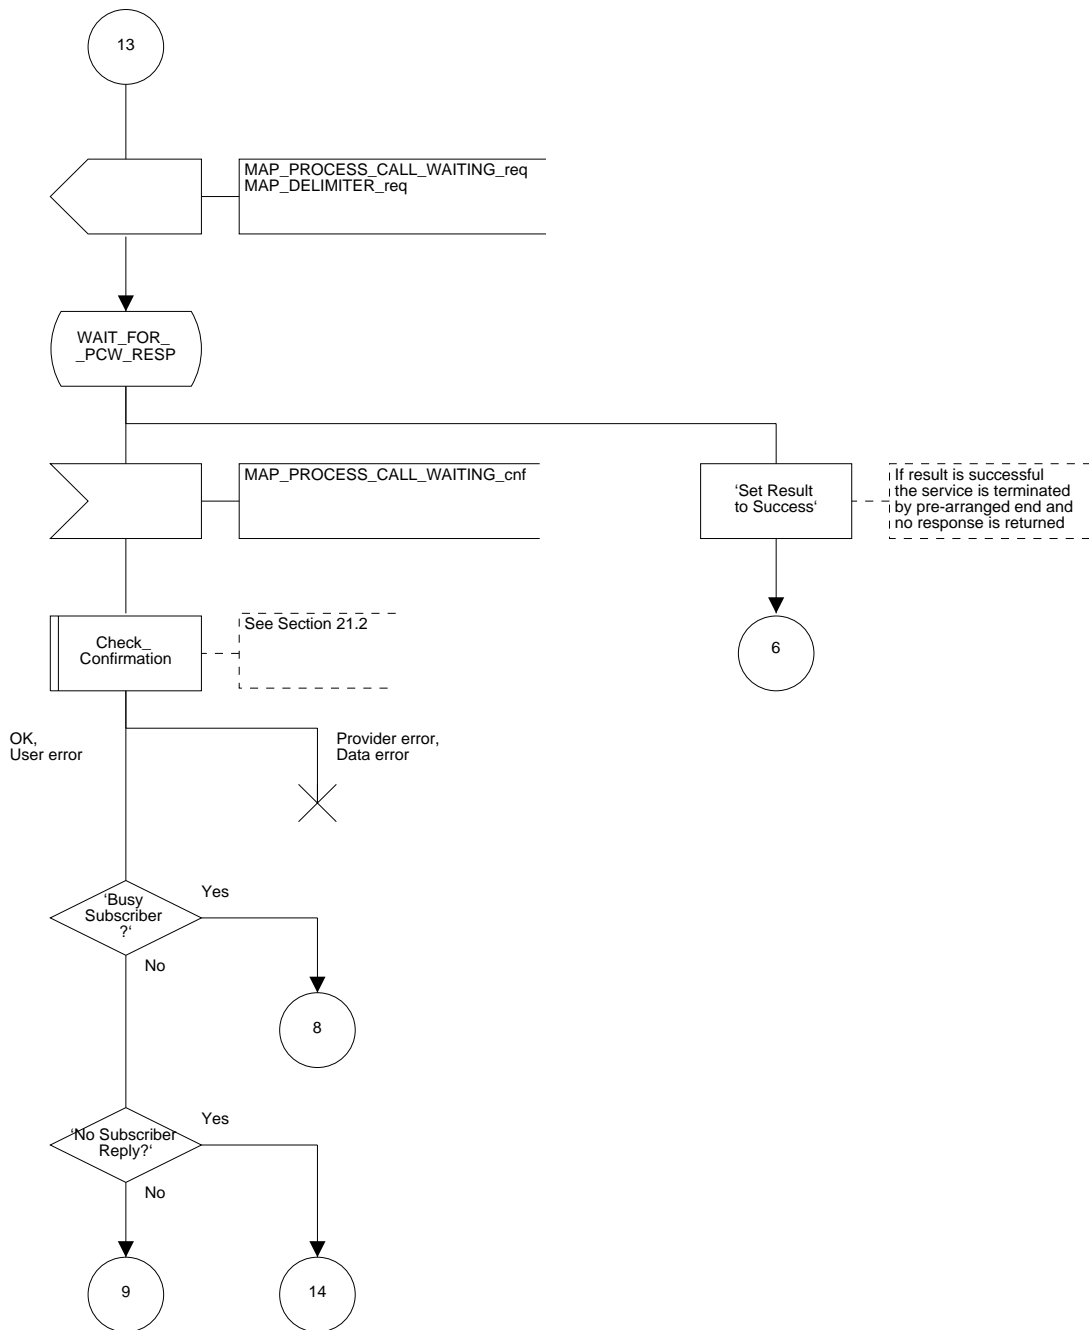 13
MAP_PROCESS_CALL_WAITING_req
MAP_DELIMITER_req
WAIT_FOR_
_PCW_RESP
MAP_PROCESS_CALL_WAITING_cnf
‘Set Result
to Success‘
If result is successful
the service is terminated
by pre-arranged end and
no response is returned
Check_
Confirmation
See Section 21.2
6
OK,
User error
Provider error,
Data error
‘Busy
Subscriber
?‘
Yes
No
8
‘No Subscriber
Reply?‘
Yes
No
9
14